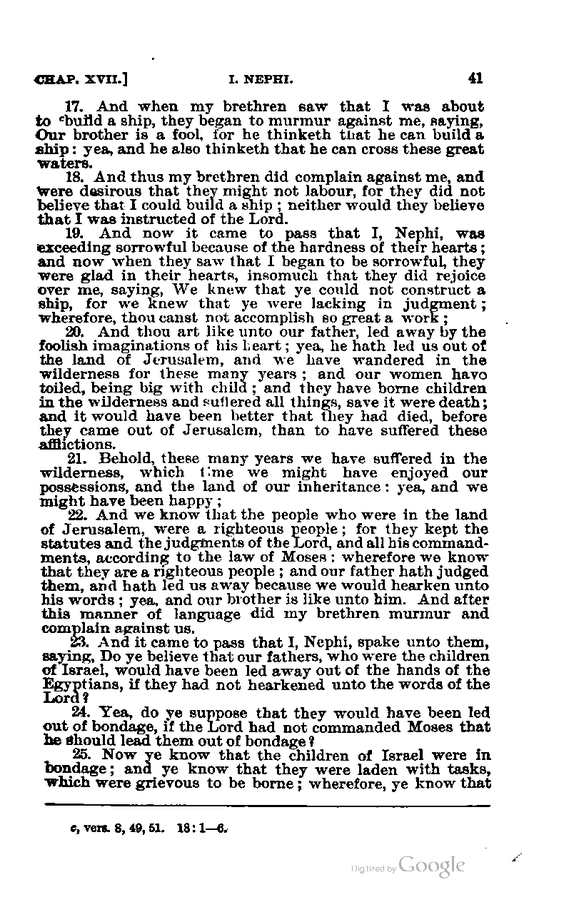 CHAP. XVII.] I. NEPHI. 41
17. And when my brethren saw that I was about
to ᶜbuild a ship, they began to murmur against me, saying,
Our brother is a fool, for he thinketh that he can build a
ship: yea, and he also thinketh that he can cross these great
waters.
18. And thus my brethren did complain against me, and
were desirous that they might not labour, for they did not
believe that I could build a ship; neither would they believe
that I was instructed of the Lord.
19. And now it came to pass that I, Nephi, was
exceeding sorrowful because of the hardness of their hearts;
and now when they saw that I began to be sorrowful, they
were glad in their hearts, insomuch that they did rejoice
over me, saying, We knew that ye could not construct a
ship, for we knew that ye were lacking in judgment;
wherefore, thou canst not accomplish so great a work;
20. And thou art like unto our father, led away by the
foolish imaginations of his heart; yea, he hath led us out of
the land of Jerusalem, and we have wandered in the
wilderness for these many years; and our women have
toiled, being big with child; and they have borne children
in the wilderness and suffered all things, save it were death;
and it would have been better that they had died, before
they came out of Jerusalem, than to have suffered these
afflictions.
21. Behold, these many years we have suffered in the
wilderness, which time we might have enjoyed our
possessions, and the land of our inheritance: yea, and we
might have been happy;
22. And we know that the people who were in the land
of Jerusalem, were a righteous people; for they kept the
statutes and the judgments of the Lord, and all his command-
ments, according to the law of Moses: wherefore we know
that they are a righteous people; and our father hath judged
them, and hath led us away because we would hearken unto
his words; yea, and our brother is like unto him. And after
this manner of language did my brethren murmur and
complain against us.
23. And it came to pass that I, Nephi, spake unto them,
saying, Do ye believe that our fathers, who were the children
of Israel, would have been led away out of the hands of the
Egyptians, if they had not hearkened unto the words of the
Lord?
24. Yea, do ye suppose that they would have been led
out of bondage, if the Lord had not commanded Moses that
he should lead them out of bondage?
25. Now ye know that the children of Israel were in
bondage; and ye know that they were laden with tasks,
which were grievous to be borne; wherefore, ye know that
c, vers. 8, 49, 51. 18: 1—6.
Digitized by Google